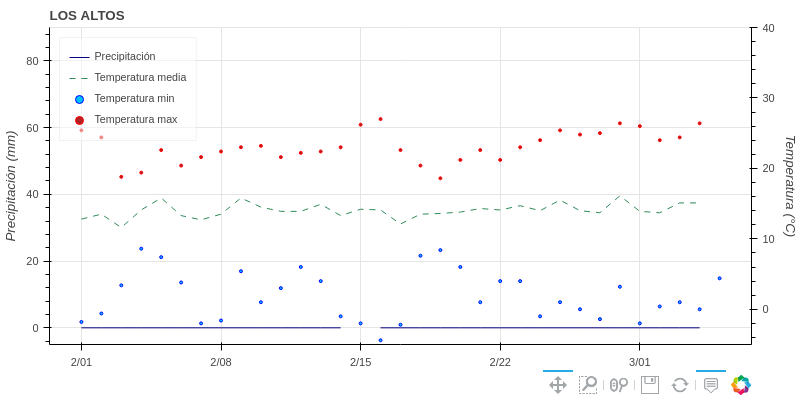 LOS ALTOS
Precipitación
Temperatura media
Temperatura min
Temperatura max
Precipitación (mm)
80
60
40
20
0
Temperatura (°C)
40
30
20
10
0
2/01
2/08
2/15
2/22
3/01